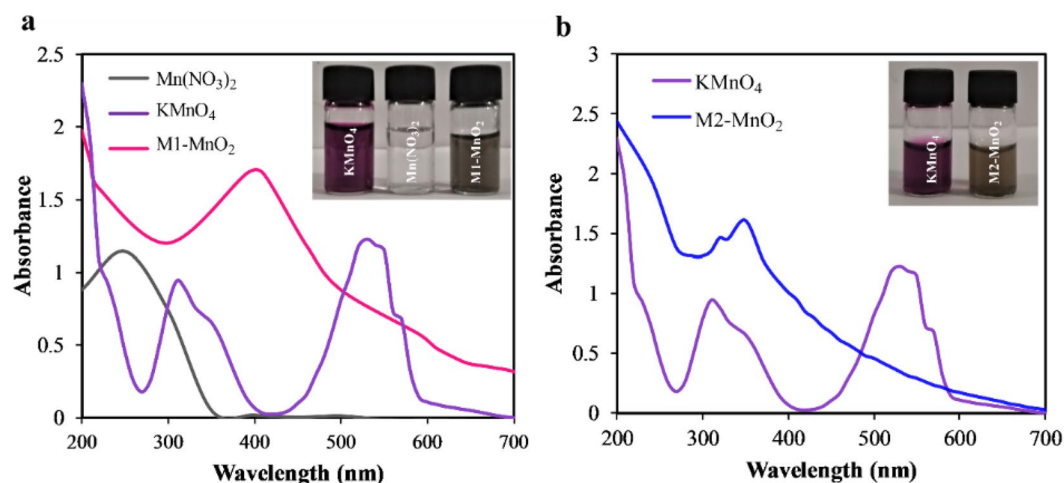 a
Absorbance
2.5
2
1.5
1
0.5
0
200
300
400
500
600
700
Wavelength (nm)
Mn(NO₃)₂
KMnO₄
M1-MnO₂
KMnO₄
Mn(NO₃)₂
M1-MnO₂
b
Absorbance
3
2.5
2
1.5
1
0.5
0
200
300
400
500
600
700
Wavelength (nm)
KMnO₄
M2-MnO₂
KMnO₄
M2-MnO₂